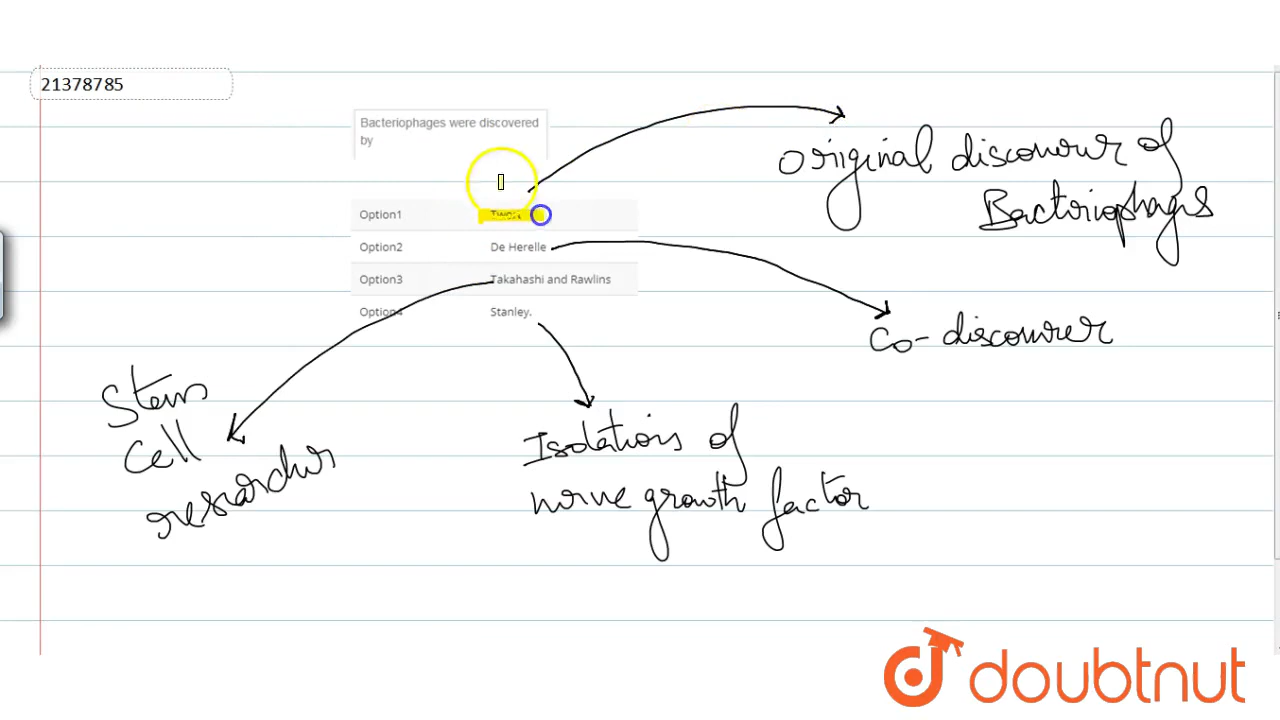 21378785
Bacteriophages were discovered
by
Option1
Option2 De Herelle
Option3 Takahashi and Rawlins
Option4 Stanley.
Original discoverer of
Bacteriophages
Co-discoverer
Stem
Cell
researcher
Isolation of
nerve growth factor
doubtnut